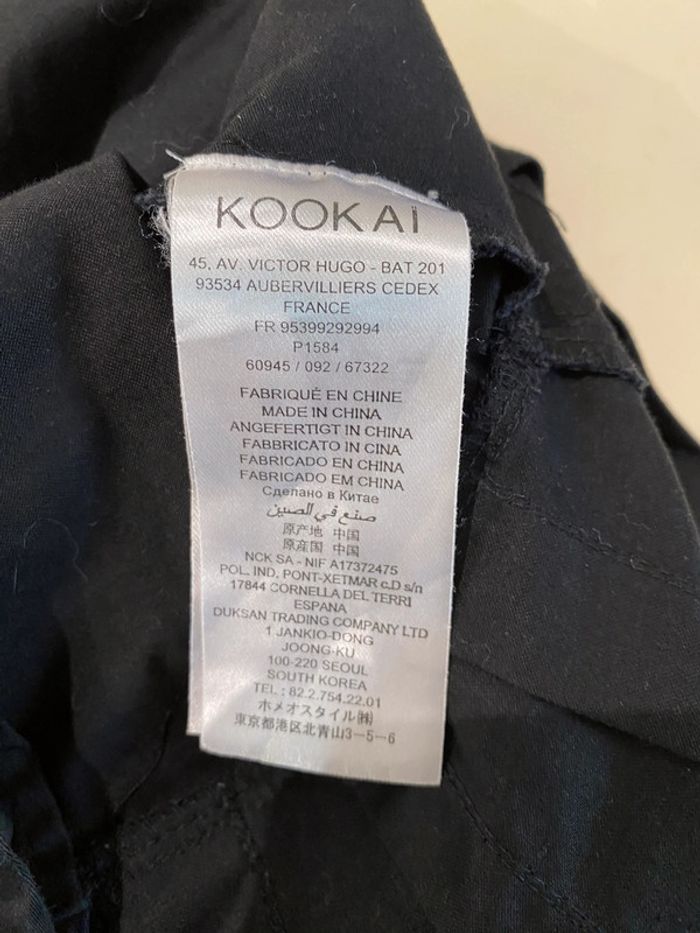 KOOKAÏ
45, AV. VICTOR HUGO - BAT 201
93534 AUBERVILLIERS CEDEX
FRANCE
FR 95399292994
P1584
60945 / 092 / 67322
FABRIQUÉ EN CHINE
MADE IN CHINA
ANGEFERTIGT IN CHINA
FABBRICATO IN CINA
FABRICADO EN CHINA
FABRICADO EM CHINA
Сделано в Китае
صنع في الصين
原产地 中国
原産国 中国
NCK SA - NIF A17372475
POL. IND. PONT-XETMAR c.D s/n
17844 CORNELLA DEL TERRI
ESPANA
DUKSAN TRADING COMPANY LTD
1 JANKIO-DONG
JOONG-KU
100-220 SEOUL
SOUTH KOREA
TEL : 82.2.754.22.01
ホメオスタイル㈱
東京都港区北青山3-5-6